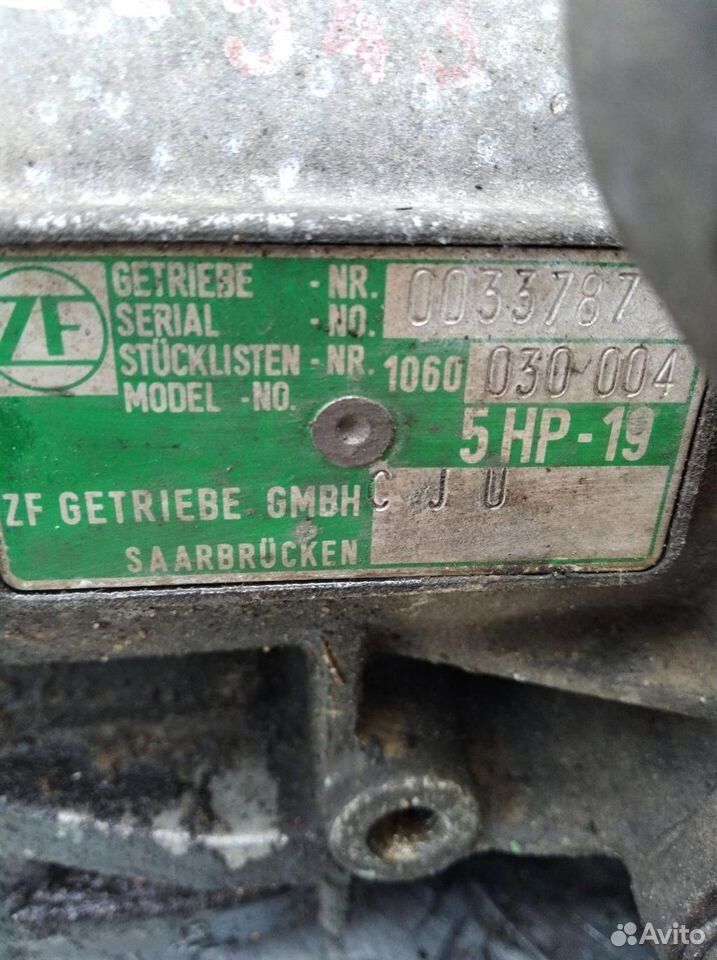 343
ZF
GETRIEBE - NR. 0033787
SERIAL - NO.
STÜCKLISTEN - NR. 1060 030 004
MODEL - NO.
5 HP - 19
ZF GETRIEBE GMBH C J U
SAARBRÜCKEN
Avito